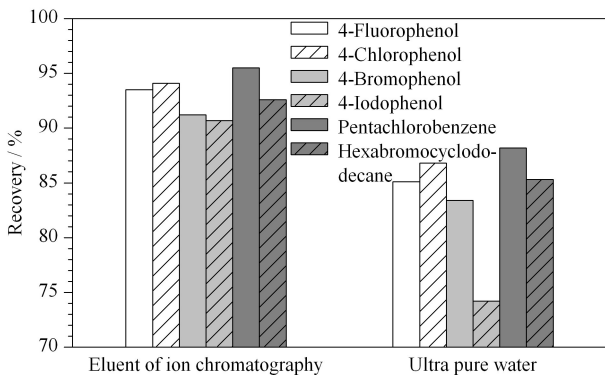 100
95
90
85
80
75
70
Recovery / %
4-Fluorophenol
4-Chlorophenol
4-Bromophenol
4-Iodophenol
Pentachlorobenzene
Hexabromocyclodo-
decane
Eluent of ion chromatography
Ultra pure water